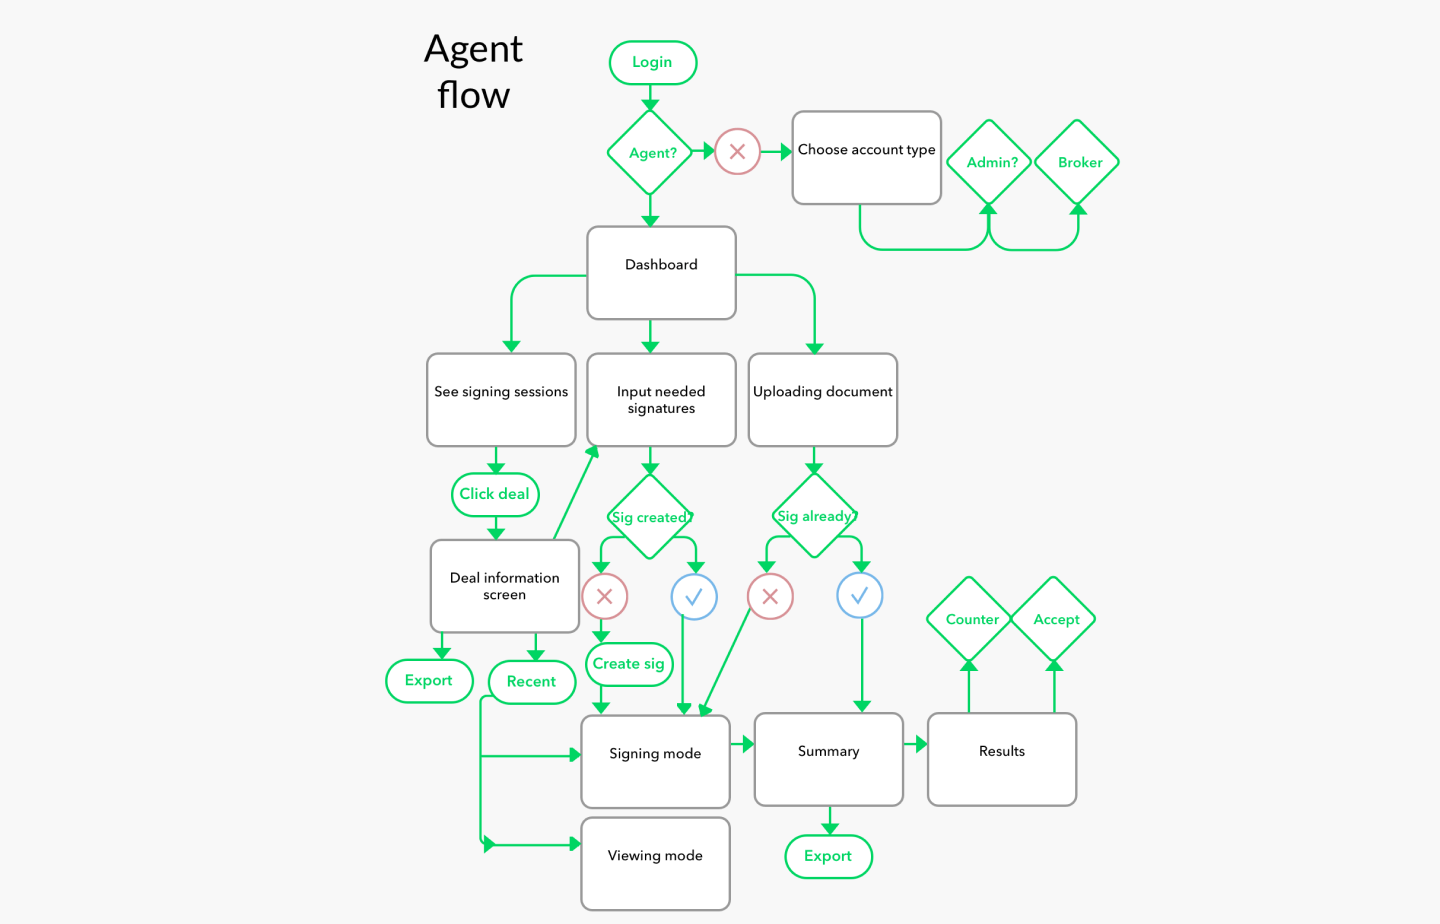 Agent
flow
Login
Agent?
Choose account type
Admin?
Broker
Dashboard
See signing sessions
Input needed
signatures
Uploading document
Click deal
Sig created?
Sig already?
Deal information
screen
Counter
Accept
Create sig
Export
Recent
Signing mode
Summary
Results
Viewing mode
Export